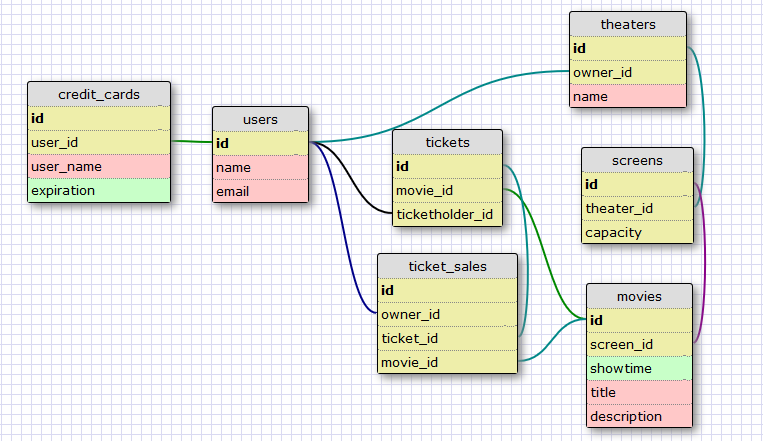 theaters
id
owner_id
name
credit_cards
id
user_id
user_name
expiration
users
id
name
email
tickets
id
movie_id
ticketholder_id
screens
id
theater_id
capacity
ticket_sales
id
owner_id
ticket_id
movie_id
movies
id
screen_id
showtime
title
description